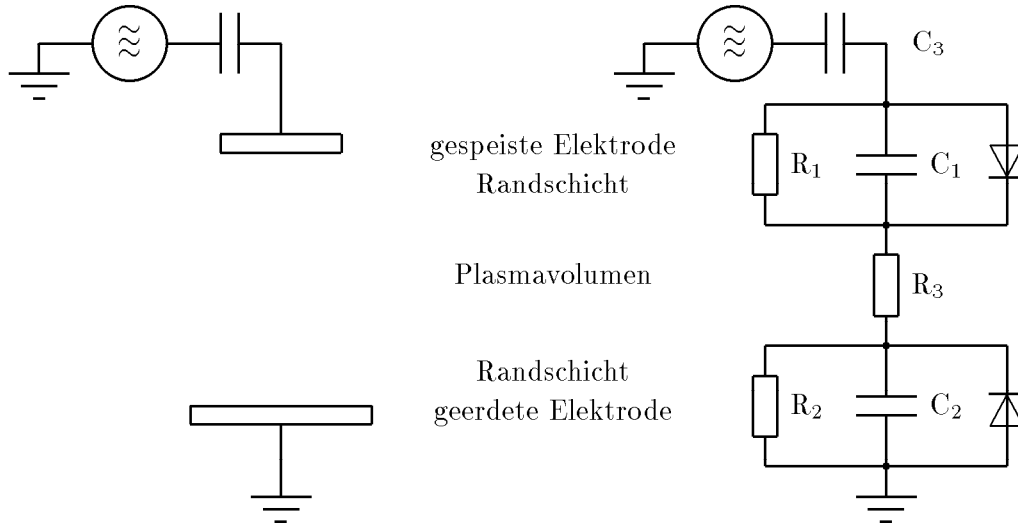 C₃
gespeiste Elektrode
Randschicht
R₁
C₁
Plasmavolumen
R₃
Randschicht
geerdete Elektrode
R₂
C₂